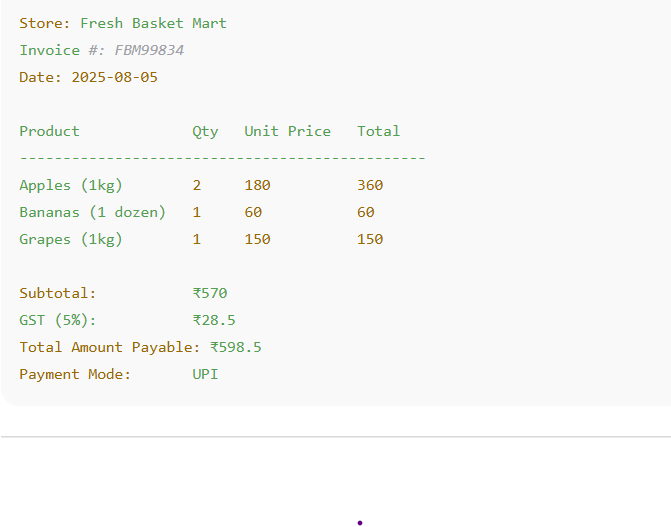 Store: Fresh Basket Mart
Invoice #: FBM99834
Date: 2025-08-05
Product Qty Unit Price Total
-----------------------------------------------
Apples (1kg) 2 180 360
Bananas (1 dozen) 1 60 60
Grapes (1kg) 1 150 150
Subtotal: ₹570
GST (5%): ₹28.5
Total Amount Payable: ₹598.5
Payment Mode: UPI